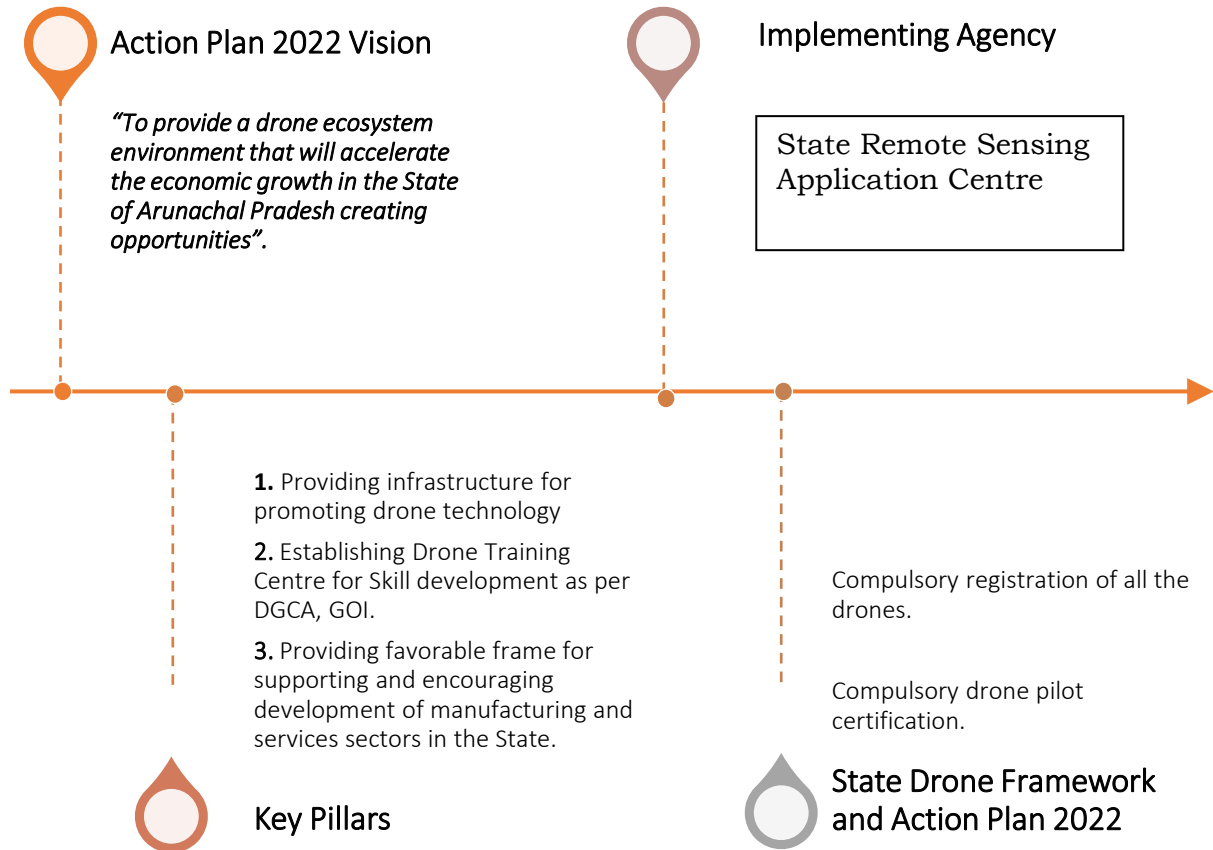 Action Plan 2022 Vision
“To provide a drone ecosystem
environment that will accelerate
the economic growth in the State
of Arunachal Pradesh creating
opportunities”.
Implementing Agency
State Remote Sensing
Application Centre
1. Providing infrastructure for
promoting drone technology
2. Establishing Drone Training
Centre for Skill development as per
DGCA, GOI.
3. Providing favorable frame for
supporting and encouraging
development of manufacturing and
services sectors in the State.
Key Pillars
Compulsory registration of all the
drones.
Compulsory drone pilot
certification.
State Drone Framework
and Action Plan 2022